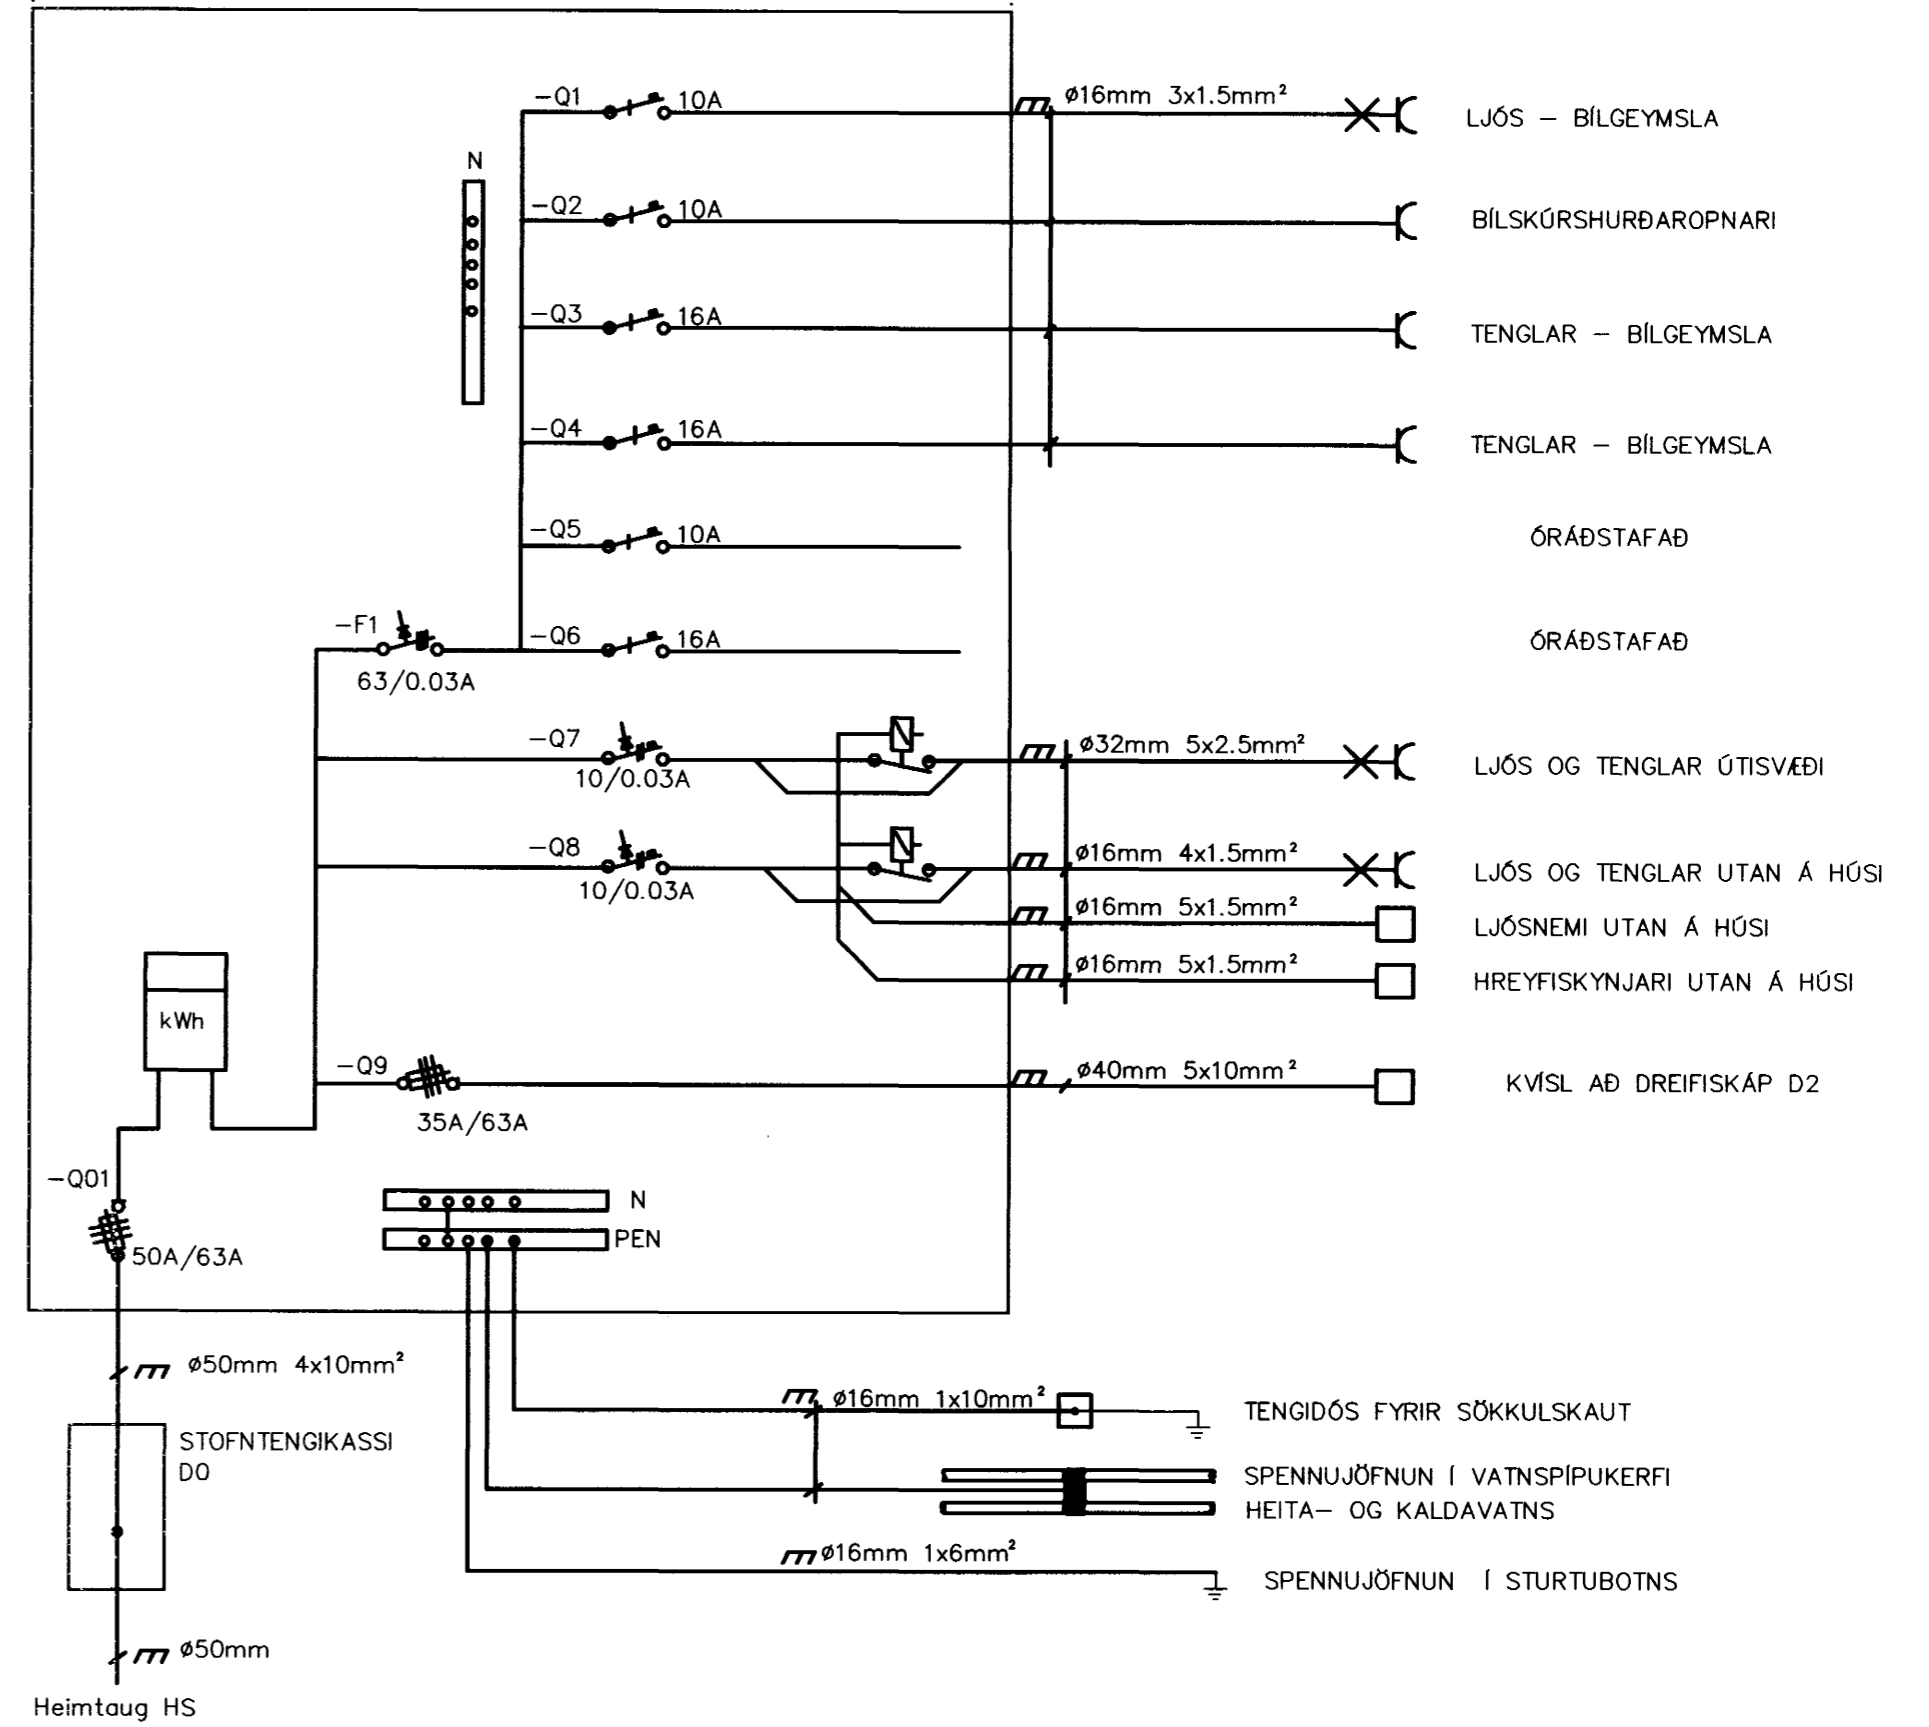 -Q1 10A ø16mm 3x1.5mm² LJÓS - BÍLGEYMSLA
N
-Q2 10A BÍLSKÚRSHURÐAROPNARI
-Q3 16A TENGLAR - BÍLGEYMSLA
-Q4 16A TENGLAR - BÍLGEYMSLA
-Q5 10A ÓRÁÐSTAFAÐ
-F1 -Q6 16A ÓRÁÐSTAFAÐ
63/0.03A
-Q7 ø32mm 5x2.5mm² LJÓS OG TENGLAR ÚTISVÆÐI
10/0.03A
-Q8 ø16mm 4x1.5mm² LJÓS OG TENGLAR UTAN Á HÚSI
10/0.03A
ø16mm 5x1.5mm² LJÓSNEMI UTAN Á HÚSI
ø16mm 5x1.5mm² HREYFISKYNJARI UTAN Á HÚSI
kWh
-Q9 ø40mm 5x10mm² KVÍSL AÐ DREIFISKÁP D2
35A/63A
-Q01
N
PEN
50A/63A
ø50mm 4x10mm²
ø16mm 1x10mm² TENGIDÓS FYRIR SÖKKULSKAUT
STOFNTENGIKASSI
D0
SPENNUJÖFNUN Í VATNSPÍPUKERFI
HEITA- OG KALDAVATNS
ø16mm 1x6mm² SPENNUJÖFNUN Í STURTUBOTNS
ø50mm
Heimtaug HS